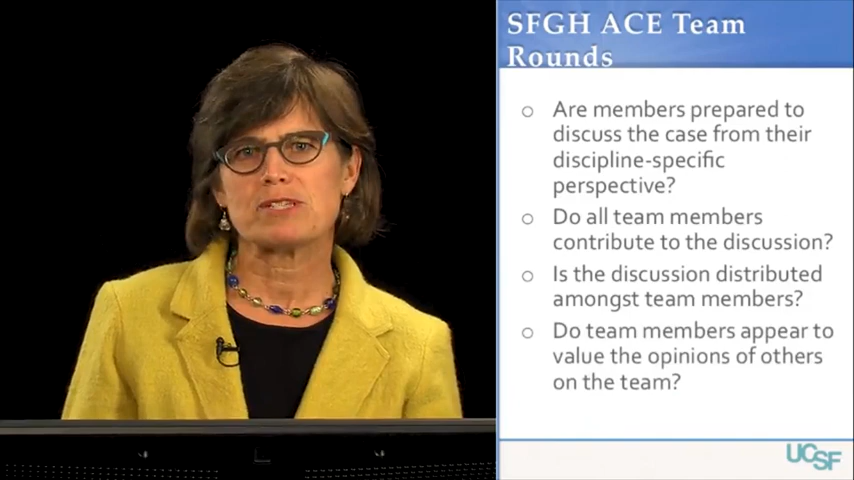 SFGH ACE Team
Rounds
○ Are members prepared to
discuss the case from their
discipline-specific
perspective?
○ Do all team members
contribute to the discussion?
○ Is the discussion distributed
amongst team members?
○ Do team members appear to
value the opinions of others
on the team?
UCSF